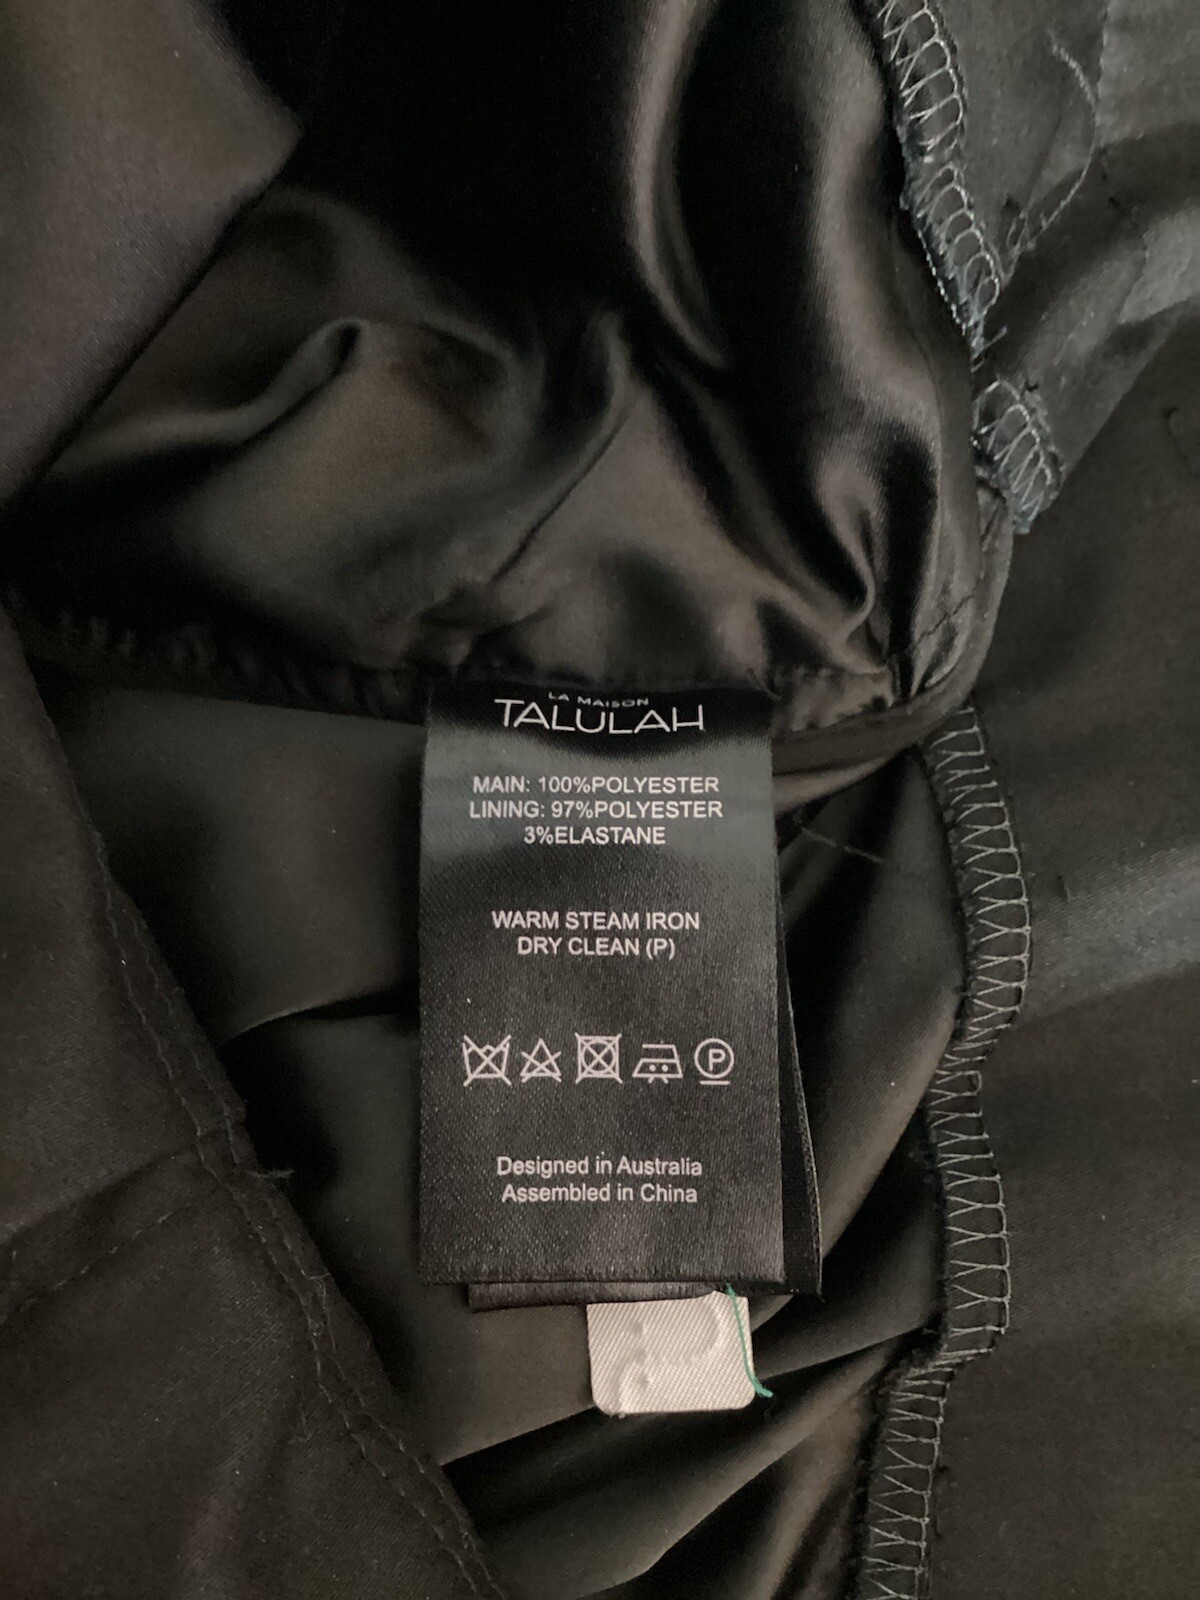 LA MAISON
TALULAH
MAIN: 100%POLYESTER
LINING: 97%POLYESTER
3%ELASTANE
WARM STEAM IRON
DRY CLEAN (P)
P
Designed in Australia
Assembled in China